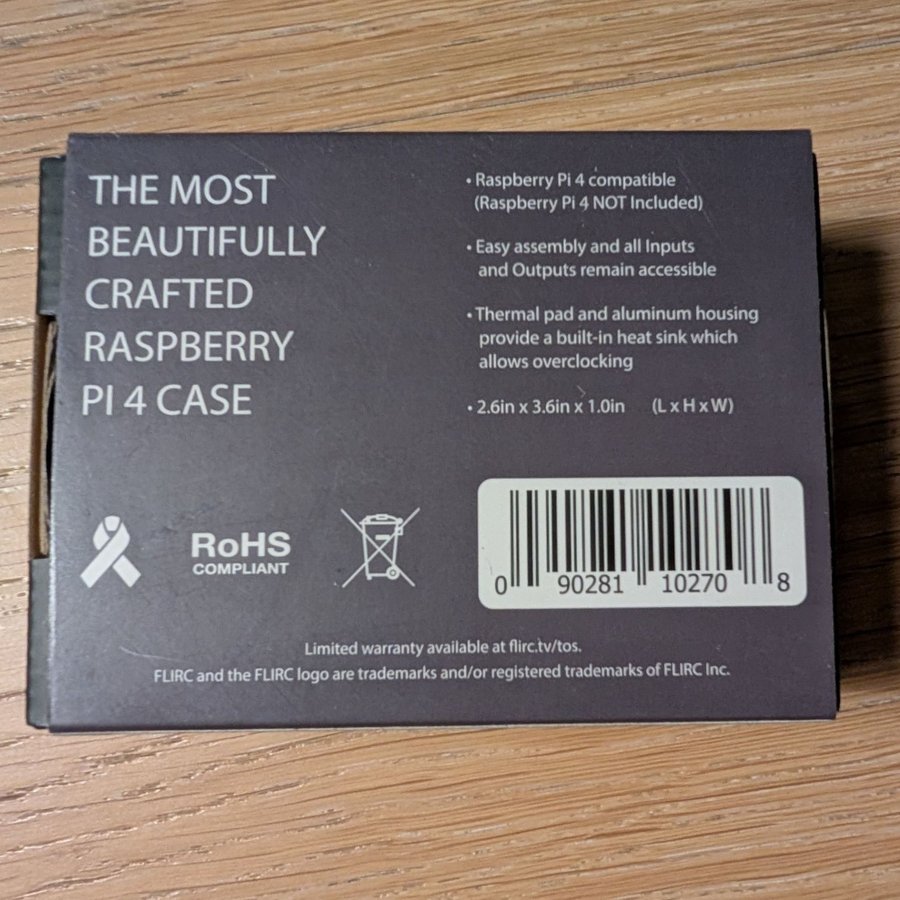 THE MOST
BEAUTIFULLY
CRAFTED
RASPBERRY
PI 4 CASE
• Raspberry Pi 4 compatible
(Raspberry Pi 4 NOT Included)
• Easy assembly and all Inputs
and Outputs remain accessible
• Thermal pad and aluminum housing
provide a built-in heat sink which
allows overclocking
• 2.6in x 3.6in x 1.0in (L x H x W)
RoHS
COMPLIANT
0 90281 10270 8
Limited warranty available at flirc.tv/tos.
FLIRC and the FLIRC logo are trademarks and/or registered trademarks of FLIRC Inc.